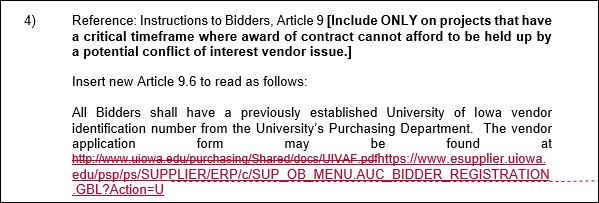 4) Reference: Instructions to Bidders, Article 9 [Include ONLY on projects that have
a critical timeframe where award of contract cannot afford to be held up by
a potential conflict of interest vendor issue.]
Insert new Article 9.6 to read as follows:
All Bidders shall have a previously established University of Iowa vendor
identification number from the University's Purchasing Department. The vendor
application form may be found at
http://www.uiowa.edu/purchasing/Shared/docs/UIVAF.pdfhttps://www.esupplier.uiowa.
edu/psp/ps/SUPPLIER/ERP/c/SUP_OB_MENU.AUC_BIDDER_REGISTRATION
.GBL?Action=U